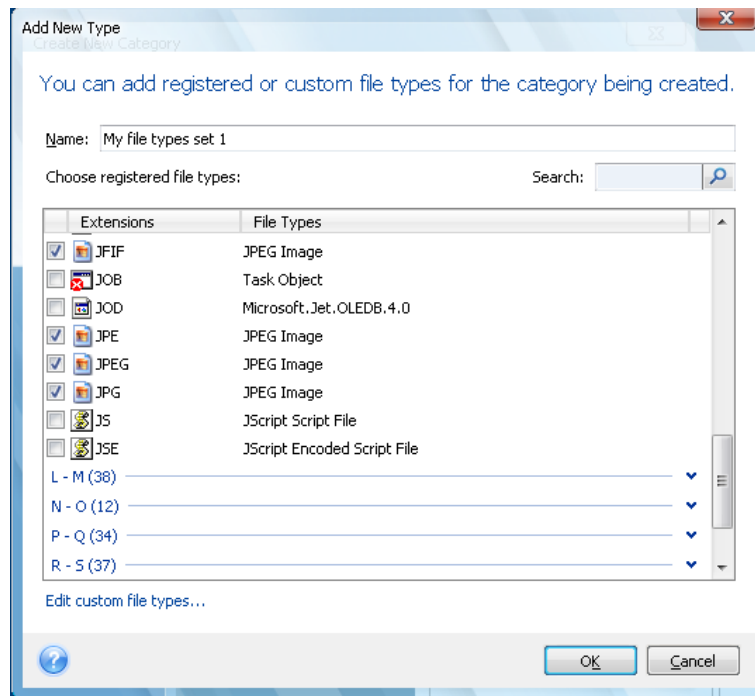 Add New Type
Create New Category
You can add registered or custom file types for the category being created.
Name: My file types set 1
Choose registered file types: Search:
Extensions File Types
JFIF JPEG Image
JOB Task Object
JOD Microsoft.Jet.OLEDB.4.0
JPE JPEG Image
JPEG JPEG Image
JPG JPEG Image
JS JScript Script File
JSE JScript Encoded Script File
L - M (38)
N - O (12)
P - Q (34)
R - S (37)
Edit custom file types...
OK Cancel